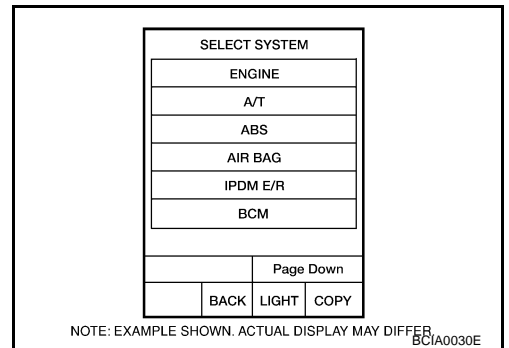 SELECT SYSTEM
ENGINE
A/T
ABS
AIR BAG
IPDM E/R
BCM
Page Down
BACK LIGHT COPY
NOTE: EXAMPLE SHOWN. ACTUAL DISPLAY MAY DIFFER.
BCIA0030E